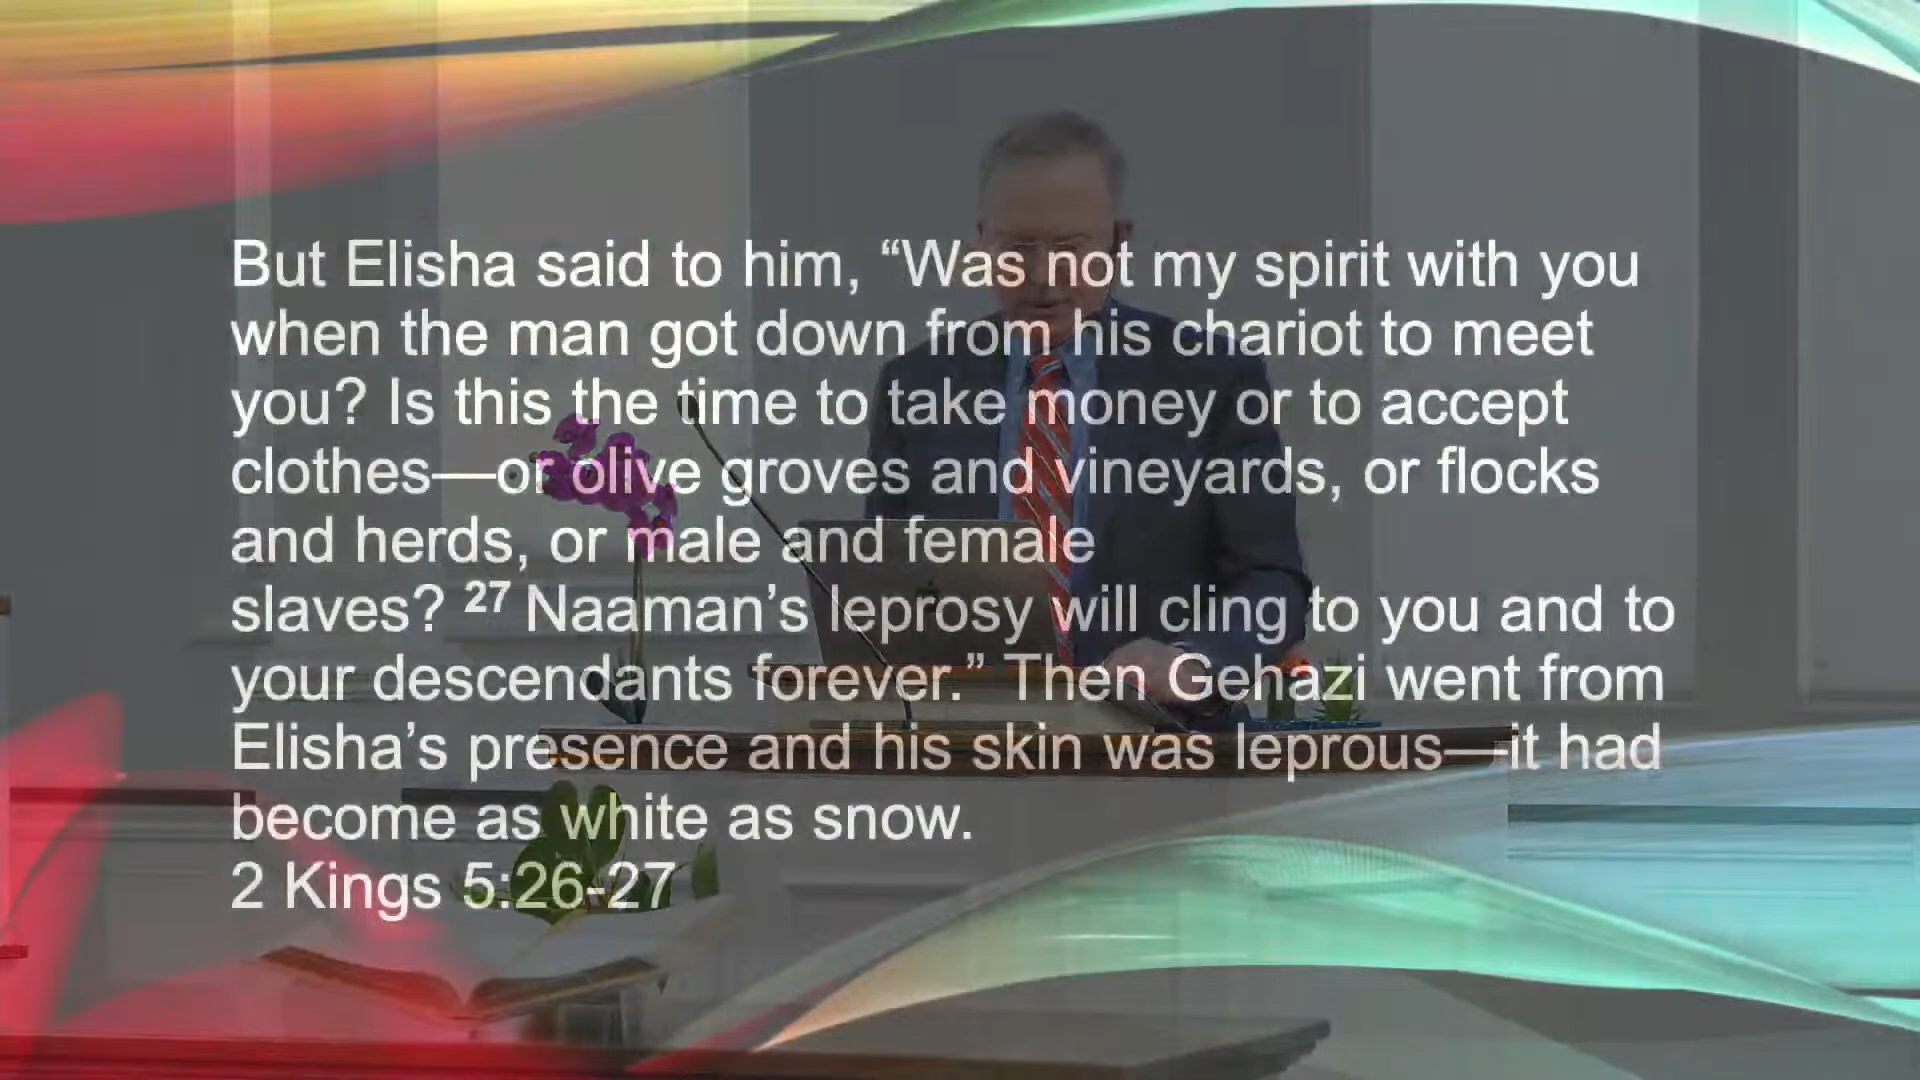 But Elisha said to him, “Was not my spirit with you
when the man got down from his chariot to meet
you? Is this the time to take money or to accept
clothes—or olive groves and vineyards, or flocks
and herds, or male and female
slaves? 27 Naaman’s leprosy will cling to you and to
your descendants forever.” Then Gehazi went from
Elisha’s presence and his skin was leprous—it had
become as white as snow.
2 Kings 5:26-27